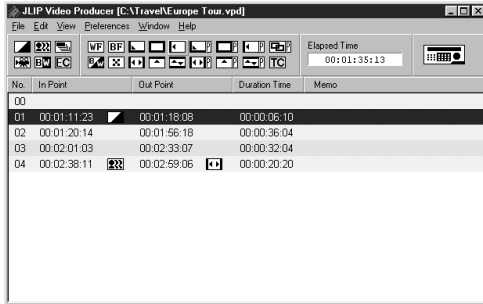 JLIP Video Producer [C:\Travel\Europe Tour.vpd]
File Edit View Preferences Window Help
WF BF P P P P Elapsed Time
BW EC B/W P P P TC 00:01:35:13
No. In Point Out Point Duration Time Memo
00
01 00:01:11:23 00:01:18:08 00:00:06:10
02 00:01:20:14 00:01:56:18 00:00:36:04
03 00:02:01:03 00:02:33:07 00:00:32:04
04 00:02:38:11 00:02:59:06 00:00:20:20